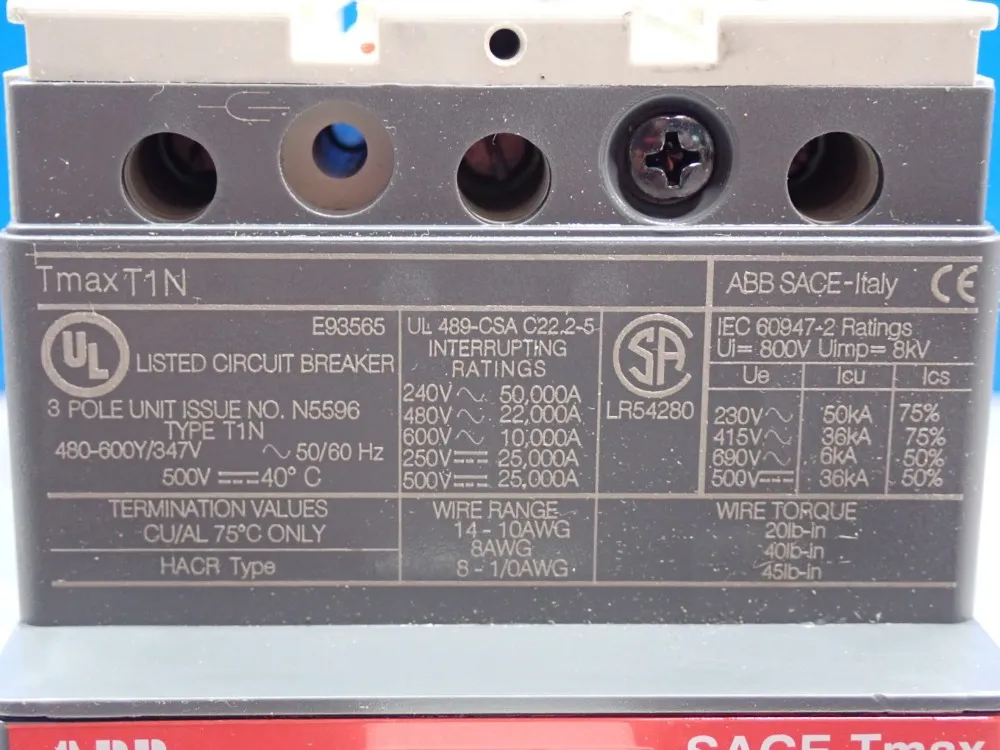 Tmax T1N
ABB SACE-Italy CE
UL
E93565
LISTED CIRCUIT BREAKER
3 POLE UNIT ISSUE NO. N5596
TYPE T1N
480-600Y/347V ~ 50/60 Hz
500V ⎓ 40° C
UL 489-CSA C22.2-5
INTERRUPTING
RATINGS
240V ~ 50,000A
480V ~ 22,000A
600V ~ 10,000A
250V ⎓ 25,000A
500V ⎓ 25,000A
SA
LR54280
IEC 60947-2 Ratings
Ui= 800V Uimp= 8kV
Ue Icu Ics
230V ~ 50kA 75%
415V ~ 36kA 75%
690V ~ 6kA 50%
500V ⎓ 36kA 50%
TERMINATION VALUES
CU/AL 75°C ONLY
HACR Type
WIRE RANGE
14 - 10AWG
8AWG
8 - 1/0AWG
WIRE TORQUE
20lb-in
40lb-in
45lb-in
ABB SACE Tmax